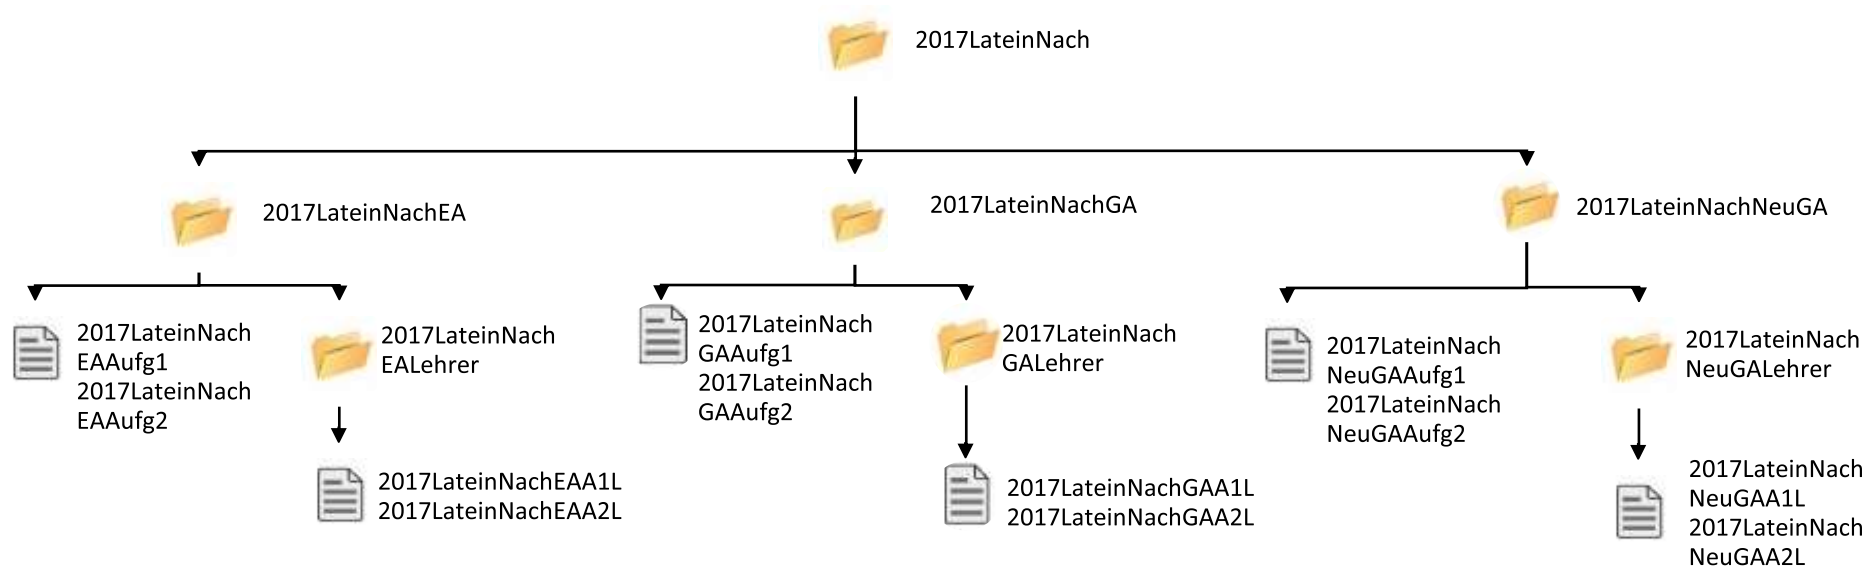 2017LateinNach
2017LateinNachEA
2017LateinNachGA
2017LateinNachNeuGA
2017LateinNach
EAAufg1
2017LateinNach
EAAufg2
2017LateinNach
EALehrer
2017LateinNachEAA1L
2017LateinNachEAA2L
2017LateinNach
GAAufg1
2017LateinNach
GAAufg2
2017LateinNach
GALehrer
2017LateinNachGAA1L
2017LateinNachGAA2L
2017LateinNach
NeuGAAufg1
2017LateinNach
NeuGAAufg2
2017LateinNach
NeuGALehrer
2017LateinNach
NeuGAA1L
2017LateinNach
NeuGAA2L